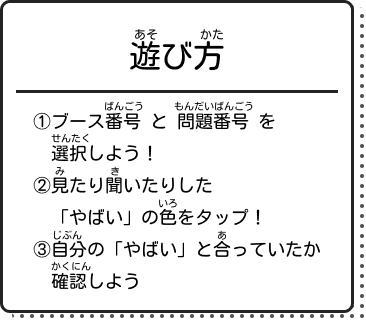 あそ かた
遊び方
ばんごう もんだいばんごう
①ブース番号 と 問題番号 を
せんたく
選択しよう！
み き
②見たり聞いたりした
いろ
「やばい」の色をタップ！
じぶん あ
③自分の「やばい」と合っていたか
かくにん
確認しよう